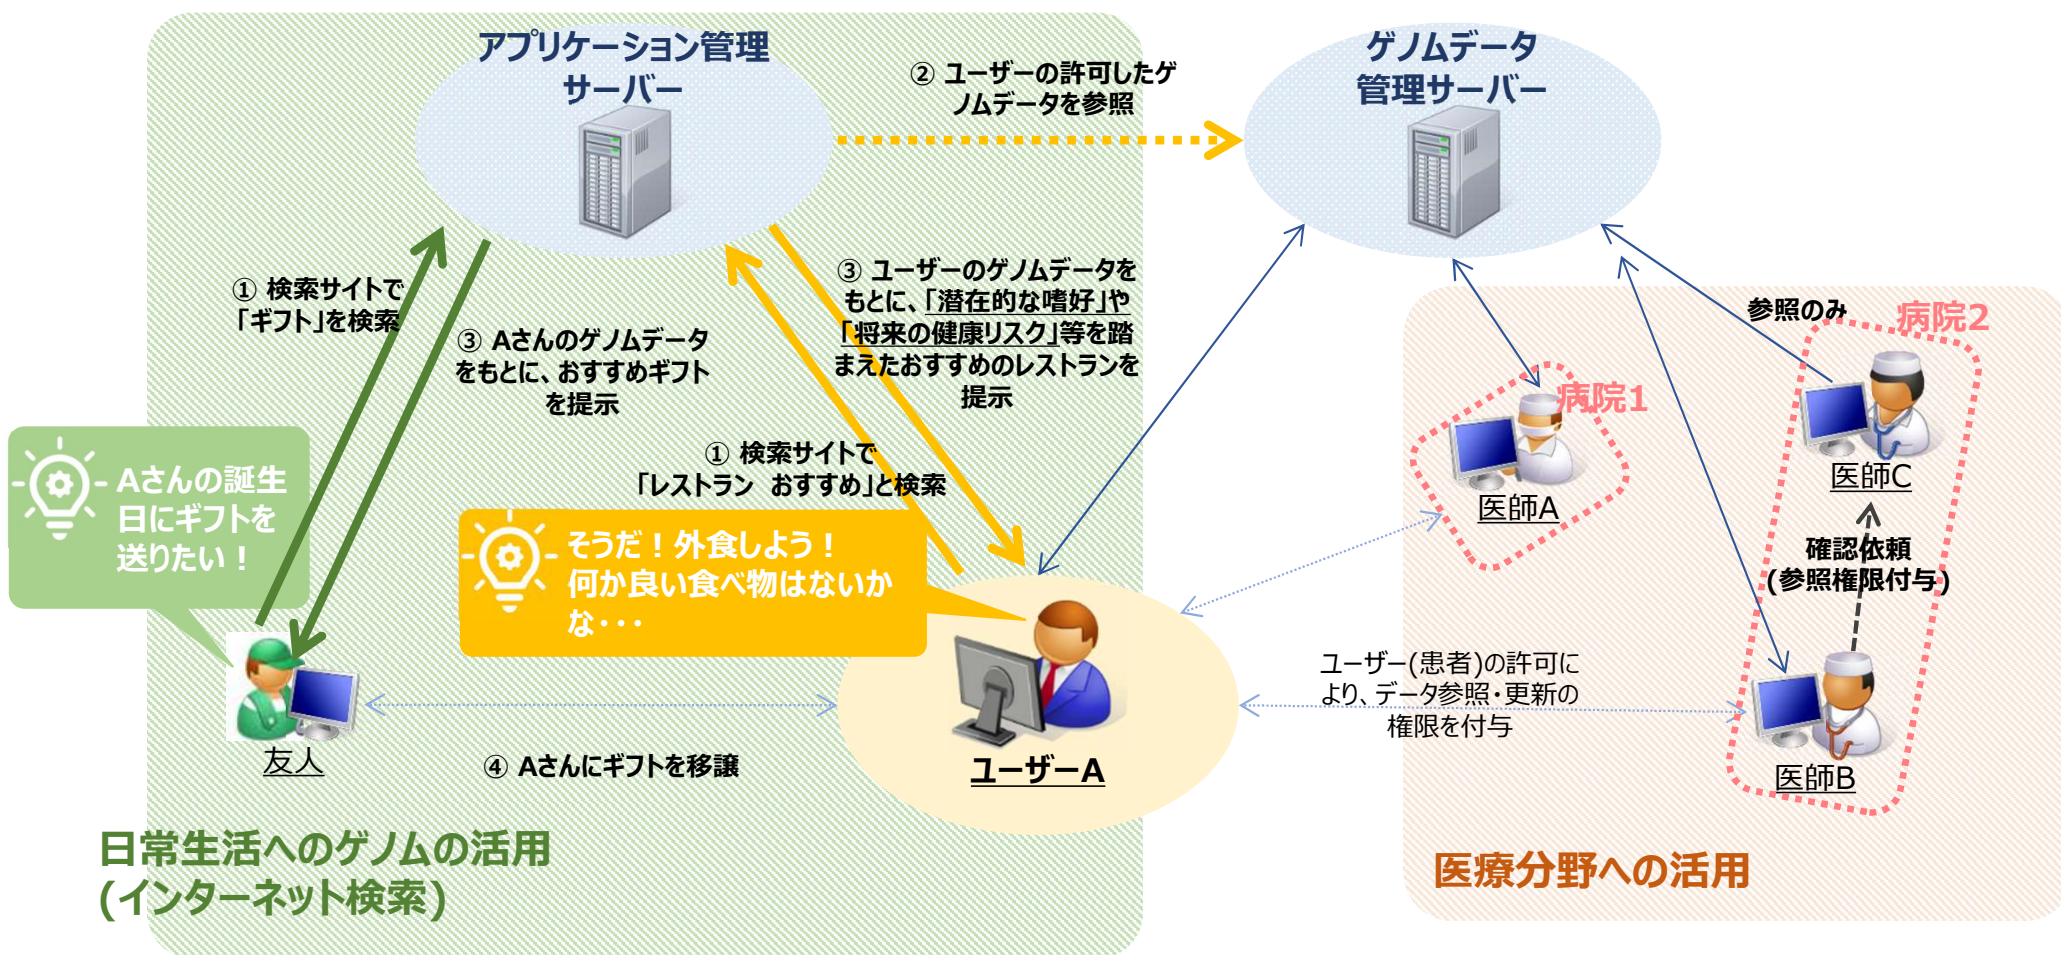 アプリケーション管理
サーバー
ゲノムデータ
管理サーバー
② ユーザーの許可したゲ
ノムデータを参照
① 検索サイトで
「ギフト」を検索
③ Aさんのゲノムデータ
をもとに、おすすめギフト
を提示
③ ユーザーのゲノムデータを
もとに、「潜在的な嗜好」や
「将来の健康リスク」等を踏
まえたおすすめのレストランを
提示
① 検索サイトで
「レストラン　おすすめ」と検索
Aさんの誕生
日にギフトを
送りたい！
そうだ！外食しよう！
何か良い食べ物はないか
な・・・
友人
④ Aさんにギフトを移譲
ユーザーA
日常生活へのゲノムの活用
(インターネット検索)
参照のみ
病院2
病院1
医師C
医師A
確認依頼
(参照権限付与)
ユーザー(患者)の許可に
より、データ参照・更新の
権限を付与
医師B
医療分野への活用